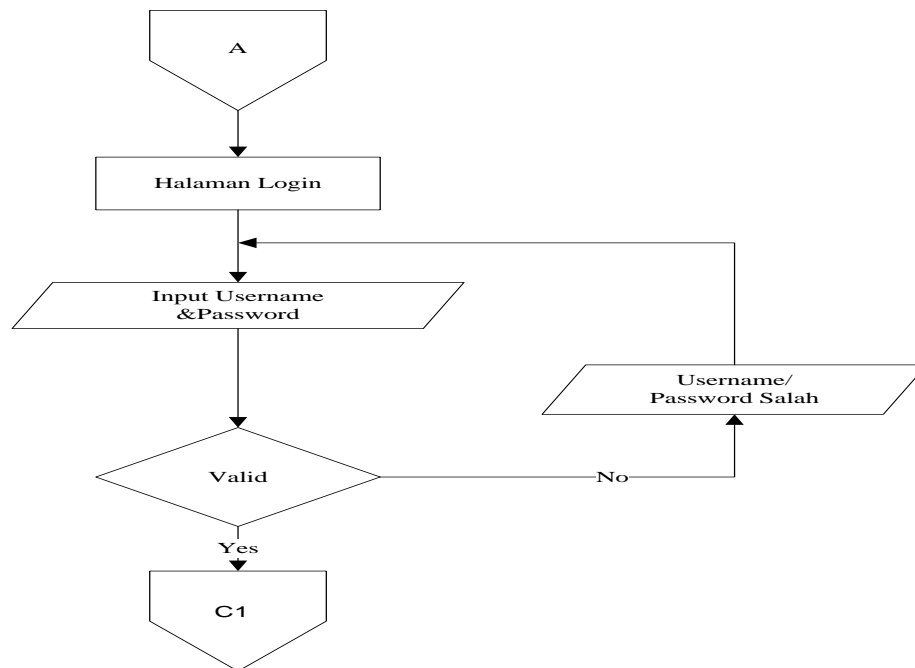 A
Halaman Login
Input Username
&Password
Username/
Password Salah
Valid
No
Yes
C1